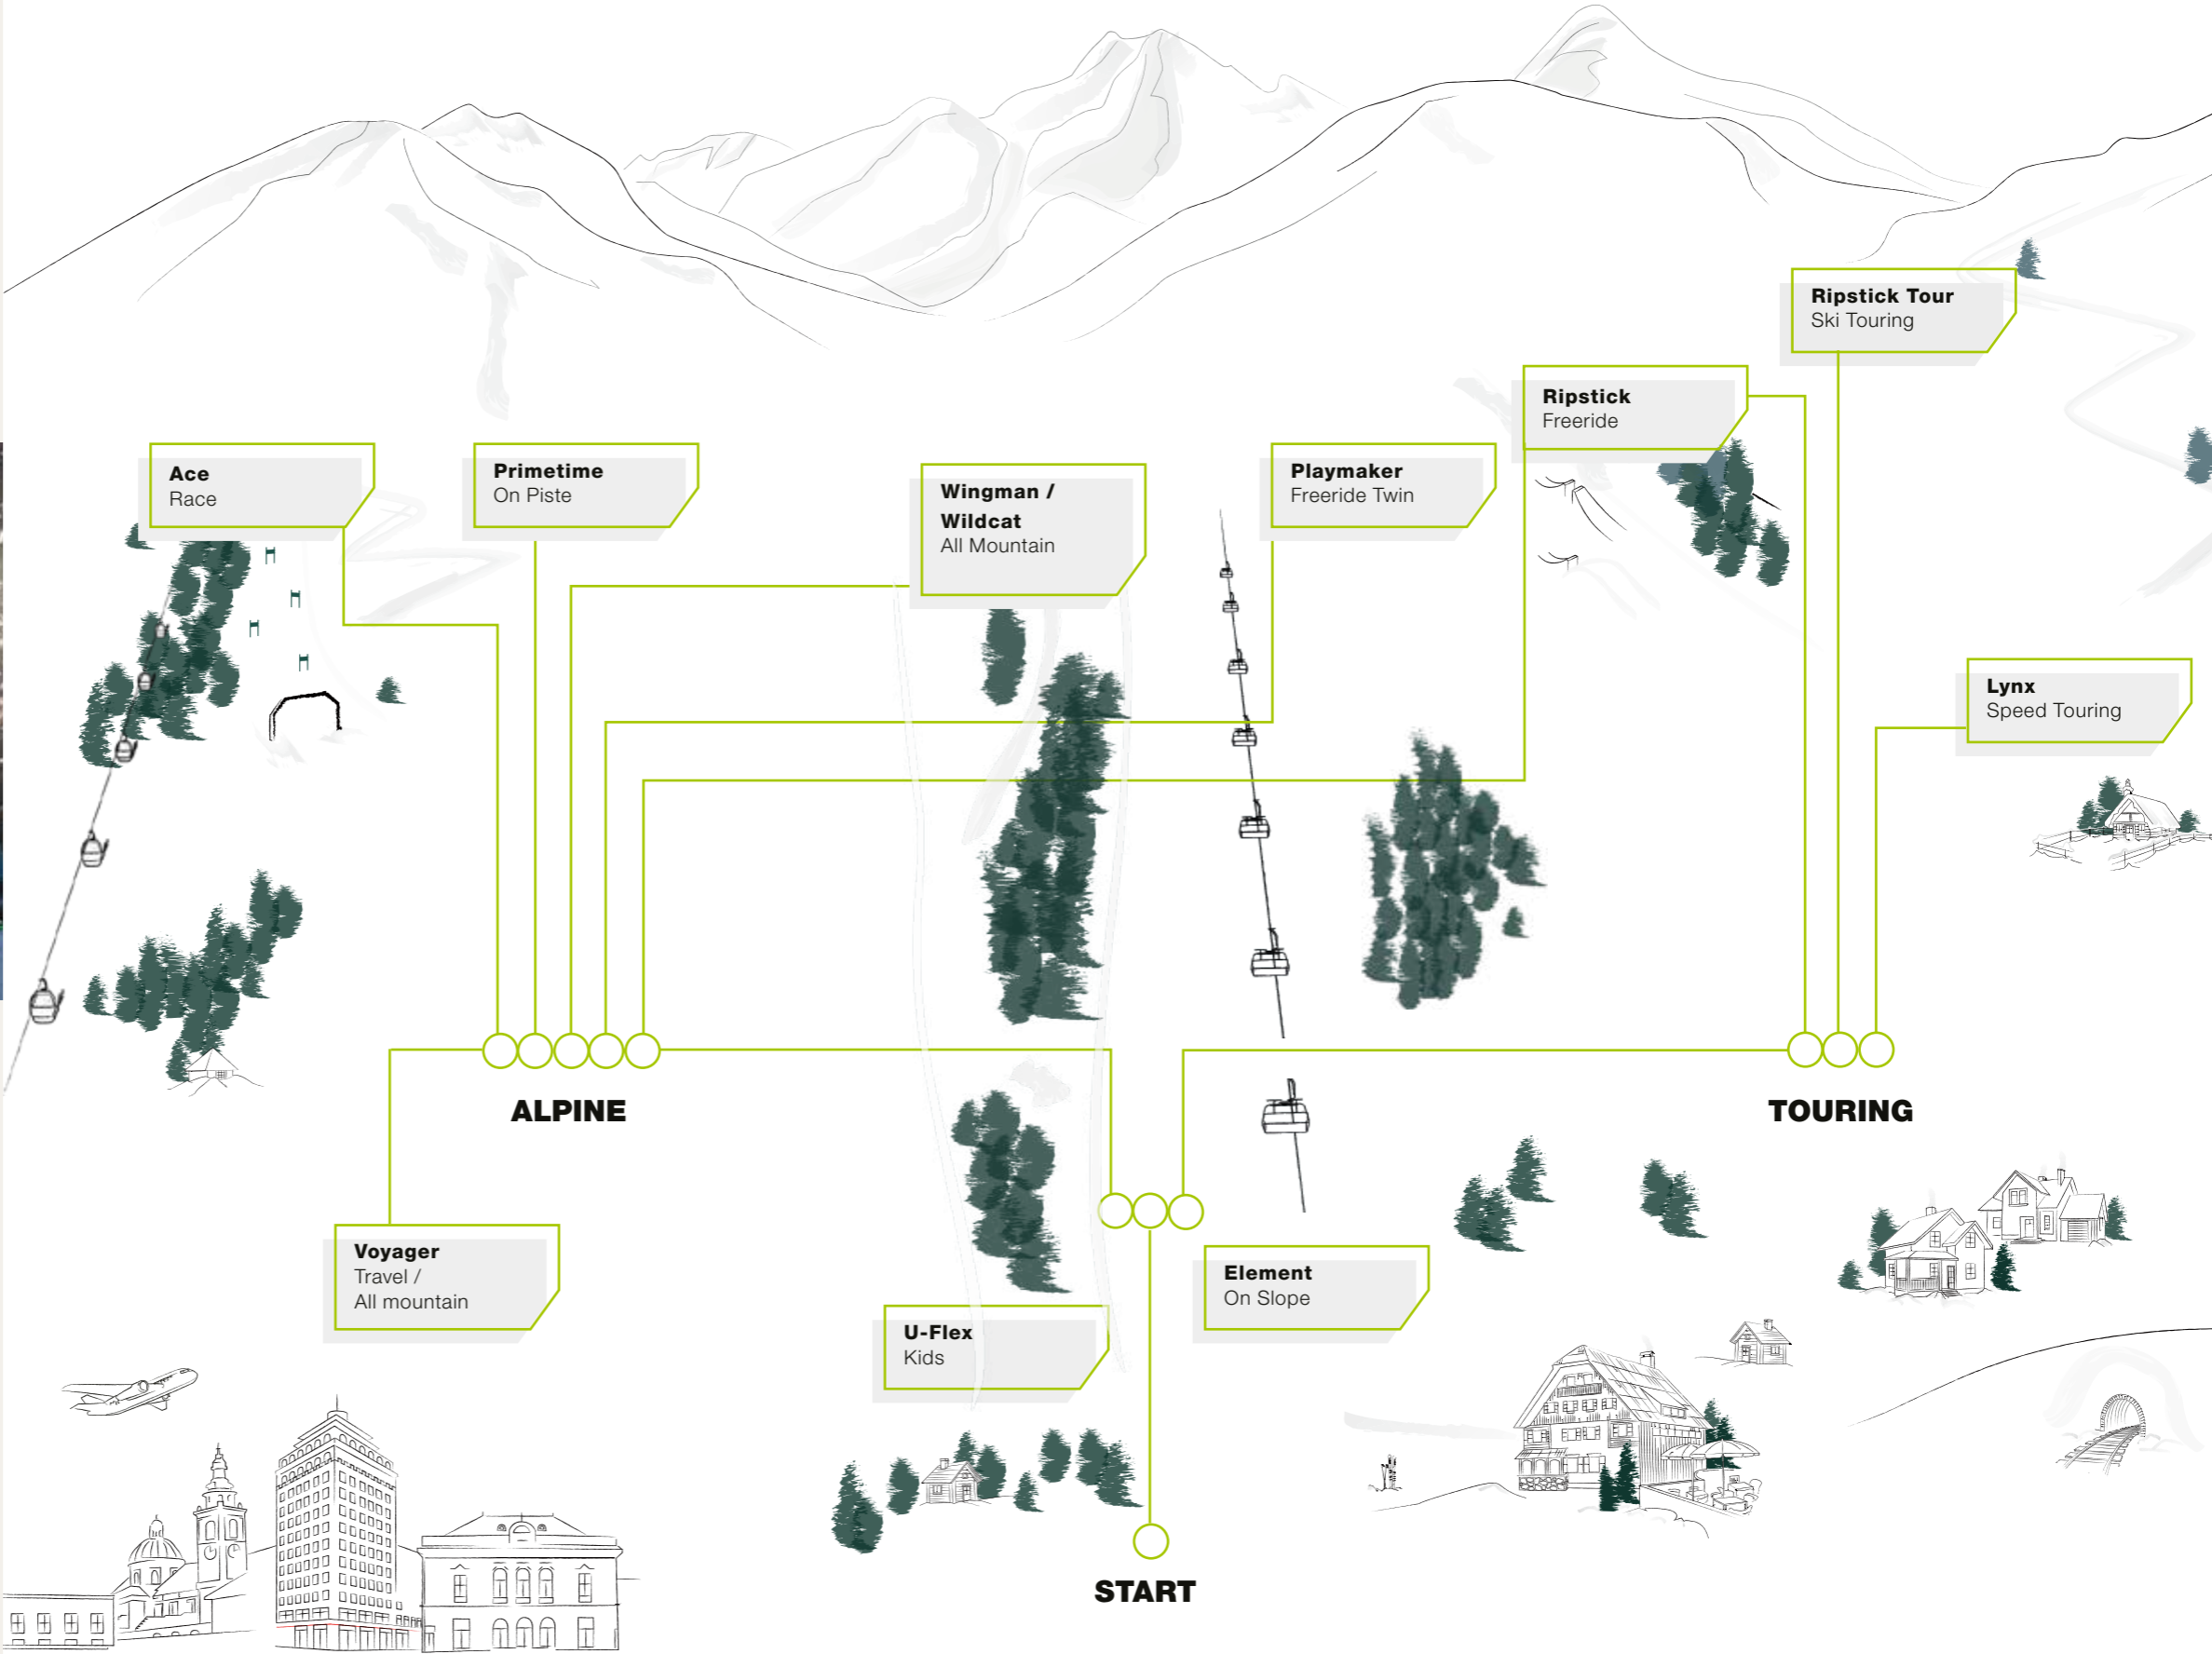 Ripstick Tour
Ski Touring
Ripstick
Freeride
Ace
Race
Primetime
On Piste
Wingman /
Wildcat
All Mountain
Playmaker
Freeride Twin
Lynx
Speed Touring
ALPINE
TOURING
Voyager
Travel /
All mountain
Element
On Slope
U-Flex
Kids
START